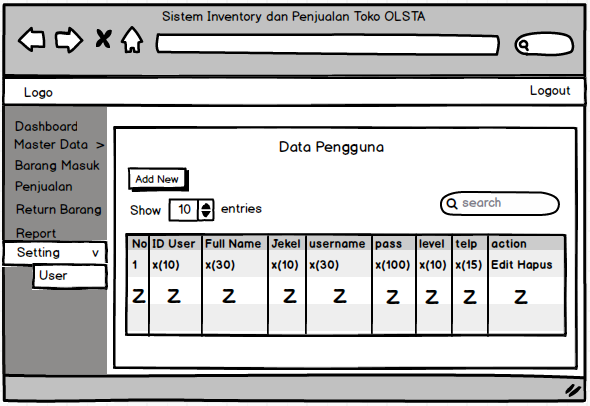 Sistem Inventory dan Penjualan Toko OLSTA
Logo
Logout
Dashboard
Master Data >
Barang Masuk
Penjualan
Return Barang
Report
Setting v
User
Data Pengguna
Add New
Show 10 entries
search
No ID User Full Name Jekel username pass level telp action
1 x(10) x(30) x(10) x(30) x(100) x(10) x(15) Edit Hapus
Z Z Z Z Z Z Z Z Z